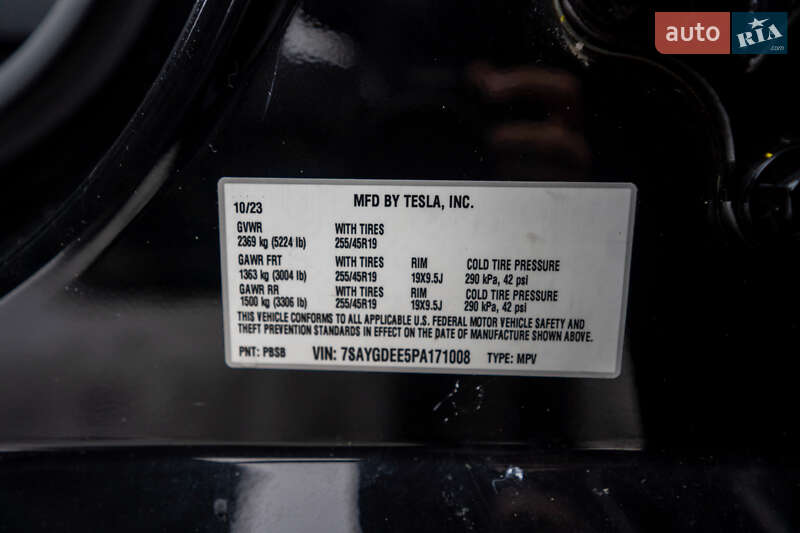 auto RIA .com
10/23 MFD BY TESLA, INC.
GVWR WITH TIRES
2369 kg (5224 lb) 255/45R19
GAWR FRT WITH TIRES RIM COLD TIRE PRESSURE
1363 kg (3004 lb) 255/45R19 19X9.5J 290 kPa, 42 psi
GAWR RR WITH TIRES RIM COLD TIRE PRESSURE
1500 kg (3306 lb) 255/45R19 19X9.5J 290 kPa, 42 psi
THIS VEHICLE CONFORMS TO ALL APPLICABLE U.S. FEDERAL MOTOR VEHICLE SAFETY AND
THEFT PREVENTION STANDARDS IN EFFECT ON THE DATE OF MANUFACTURE SHOWN ABOVE.
PNT: PBSB VIN: 7SAYGDEE5PA171008 TYPE: MPV